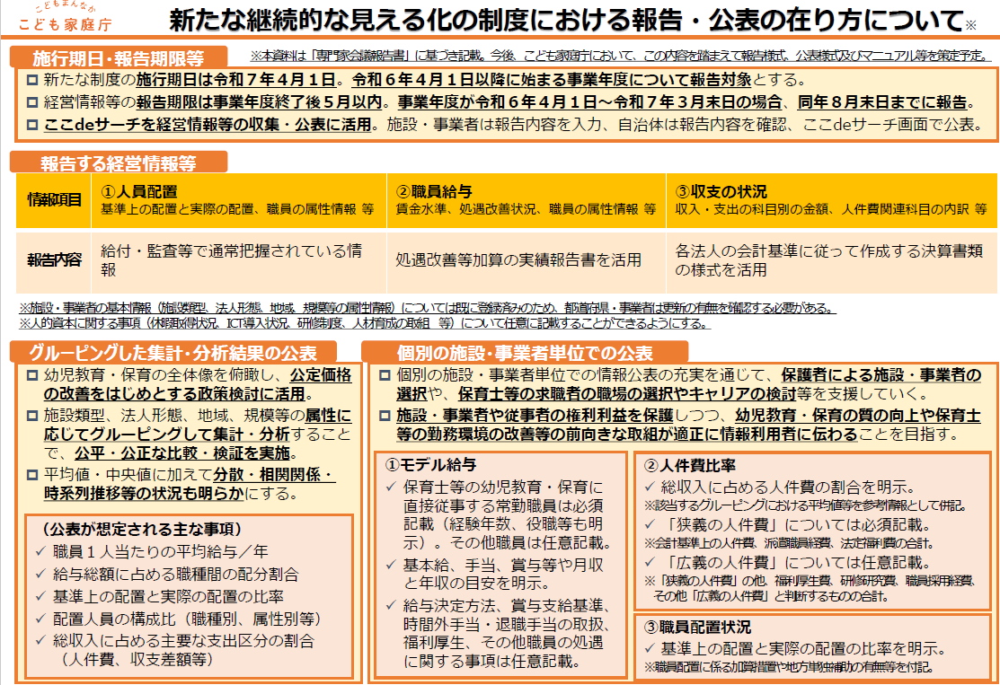 こどもまんなか
こども家庭庁
新たな継続的な見える化の制度における報告・公表の在り方について※
施行期日・報告期限等
※本資料は「専門家会議報告書」に基づき記載。今後、こども家庭庁において、この内容を踏まえて報告様式、公表様式及びマニュアル等を策定予定。
新たな制度の施行期日は令和７年４月１日。令和６年４月１日以降に始まる事業年度について報告対象とする。
経営情報等の報告期限は事業年度終了後５月以内。事業年度が令和６年４月１日～令和７年３月末日の場合、同年８月末日までに報告。
ここdeサーチを経営情報等の収集・公表に活用。施設・事業者は報告内容を入力、自治体は報告内容を確認、ここdeサーチ画面で公表。
報告する経営情報等
情報項目
①人員配置
基準上の配置と実際の配置、職員の属性情報 等
②職員給与
賃金水準、処遇改善状況、職員の属性情報 等
③収支の状況
収入・支出の科目別の金額、人件費関連科目の内訳 等
報告内容
給付・監査等で通常把握されている情
報
処遇改善等加算の実績報告書を活用
各法人の会計基準に従って作成する決算書類
の様式を活用
※施設・事業者の基本情報（施設類型、法人形態、地域、規模等の属性情報）については既に登録済みのため、都道府県・事業者は更新の有無を確認する必要がある。
※人的資本に関する事項（休暇取得状況、ICT導入状況、研修制度、人材育成の取組　等）について任意に記載することができるようにする。
グルーピングした集計・分析結果の公表
幼児教育・保育の全体像を俯瞰し、公定価格
の改善をはじめとする政策検討に活用。
施設類型、法人形態、地域、規模等の属性に
応じてグルーピングして集計・分析すること
で、公平・公正な比較・検証を実施。
平均値・中央値に加えて分散・相関関係・
時系列推移等の状況も明らかにする。
（公表が想定される主な事項）
✓ 職員１人当たりの平均給与／年
✓ 給与総額に占める職種間の配分割合
✓ 基準上の配置と実際の配置の比率
✓ 配置人員の構成比（職種別、属性別等）
✓ 総収入に占める主要な支出区分の割合
（人件費、収支差額等）
個別の施設・事業者単位での公表
個別の施設・事業者単位での情報公表の充実を通じて、保護者による施設・事業者の
選択や、保育士等の求職者の職場の選択やキャリアの検討等を支援していく。
施設・事業者や従事者の権利利益を保護しつつ、幼児教育・保育の質の向上や保育士
等の勤務環境の改善等の前向きな取組が適正に情報利用者に伝わることを目指す。
①モデル給与
✓ 保育士等の幼児教育・保育に
直接従事する常勤職員は必須
記載（経験年数、役職等も明
示）。その他職員は任意記載。
✓ 基本給、手当、賞与等や月収
と年収の目安を明示。
✓ 給与決定方法、賞与支給基準、
時間外手当・退職手当の取扱、
福利厚生、その他職員の処遇
に関する事項は任意記載。
②人件費比率
✓ 総収入に占める人件費の割合を明示。
※該当するグルーピングにおける平均値等を参考情報として併記。
✓ 「狭義の人件費」については必須記載。
※会計基準上の人件費、派遣職員経費、法定福利費の合計。
✓ 「広義の人件費」については任意記載。
※「狭義の人件費」の他、福利厚生費、研修研究費、職員採用経費、
その他「広義の人件費」と判断するものの合計。
③職員配置状況
✓ 基準上の配置と実際の配置の比率を明示。
※職員配置に係る加算措置や地方単独補助の有無等を付記。